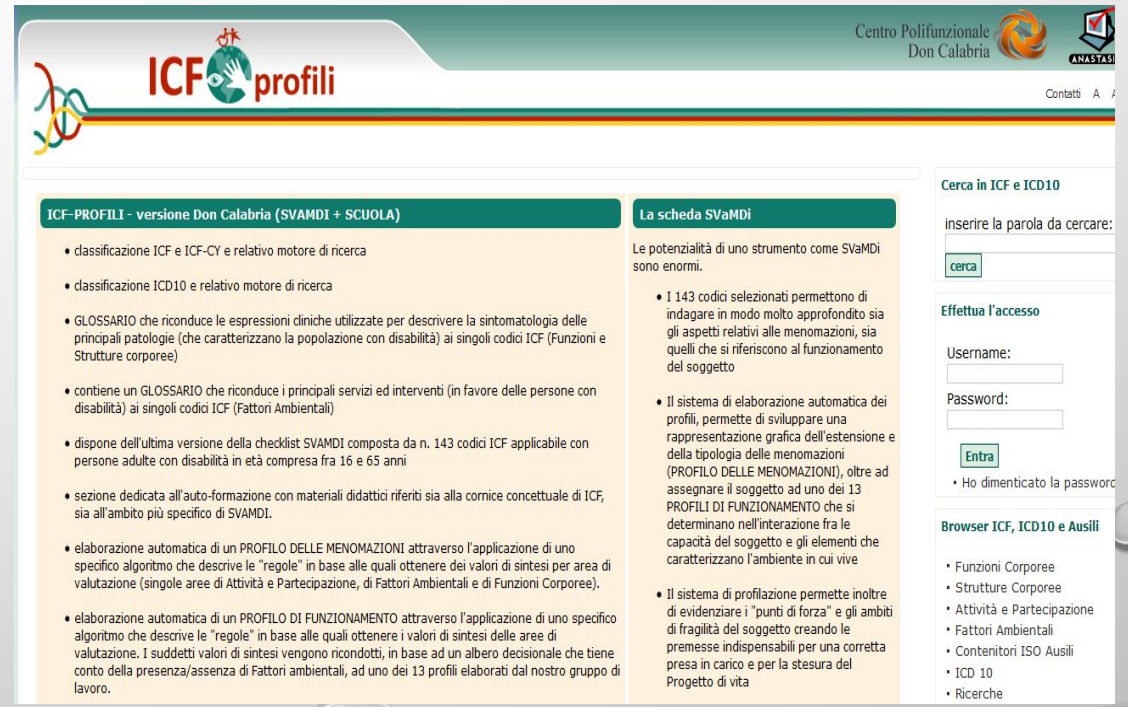 Centro Polifunzionale
Don Calabria
ANASTASI
ICF profili
Contatti A
ICF-PROFILI - versione Don Calabria (SVAMDI + SCUOLA)
• classificazione ICF e ICF-CY e relativo motore di ricerca
• classificazione ICD10 e relativo motore di ricerca
• GLOSSARIO che riconduce le espressioni cliniche utilizzate per descrivere la sintomatologia delle
principali patologie (che caratterizzano la popolazione con disabilità) ai singoli codici ICF (Funzioni e
Strutture corporee)
• contiene un GLOSSARIO che riconduce i principali servizi ed interventi (in favore delle persone con
disabilità) ai singoli codici ICF (Fattori Ambientali)
• dispone dell'ultima versione della checklist SVAMDI composta da n. 143 codici ICF applicabile con
persone adulte con disabilità in età compresa fra 16 e 65 anni
• sezione dedicata all'auto-formazione con materiali didattici riferiti sia alla cornice concettuale di ICF,
sia all'ambito più specifico di SVAMDI.
• elaborazione automatica di un PROFILO DELLE MENOMAZIONI attraverso l'applicazione di uno
specifico algoritmo che descrive le "regole" in base alle quali ottenere dei valori di sintesi per area di
valutazione (singole aree di Attività e Partecipazione, di Fattori Ambientali e di Funzioni Corporee).
• elaborazione automatica di un PROFILO DI FUNZIONAMENTO attraverso l'applicazione di uno specifico
algoritmo che descrive le "regole" in base alle quali ottenere i valori di sintesi delle aree di
valutazione. I suddetti valori di sintesi vengono ricondotti, in base ad un albero decisionale che tiene
conto della presenza/assenza di Fattori ambientali, ad uno dei 13 profili elaborati dal nostro gruppo di
lavoro.
La scheda SVaMDi
Le potenzialità di uno strumento come SVaMDi
sono enormi.
• I 143 codici selezionati permettono di
indagare in modo molto approfondito sia
gli aspetti relativi alle menomazioni, sia
quelli che si riferiscono al funzionamento
del soggetto
• Il sistema di elaborazione automatica dei
profili, permette di sviluppare una
rappresentazione grafica dell'estensione e
della tipologia delle menomazioni
(PROFILO DELLE MENOMAZIONI), oltre ad
assegnare il soggetto ad uno dei 13
PROFILI DI FUNZIONAMENTO che si
determinano nell'interazione fra le
capacità del soggetto e gli elementi che
caratterizzano l'ambiente in cui vive
• Il sistema di profilazione permette inoltre
di evidenziare i "punti di forza" e gli ambiti
di fragilità del soggetto creando le
premesse indispensabili per una corretta
presa in carico e per la stesura del
Progetto di vita
Cerca in ICF e ICD10
inserire la parola da cercare:
cerca
Effettua l'accesso
Username:
Password:
Entra
• Ho dimenticato la password
Browser ICF, ICD10 e Ausili
• Funzioni Corporee
• Strutture Corporee
• Attività e Partecipazione
• Fattori Ambientali
• Contenitori ISO Ausili
• ICD 10
• Ricerche